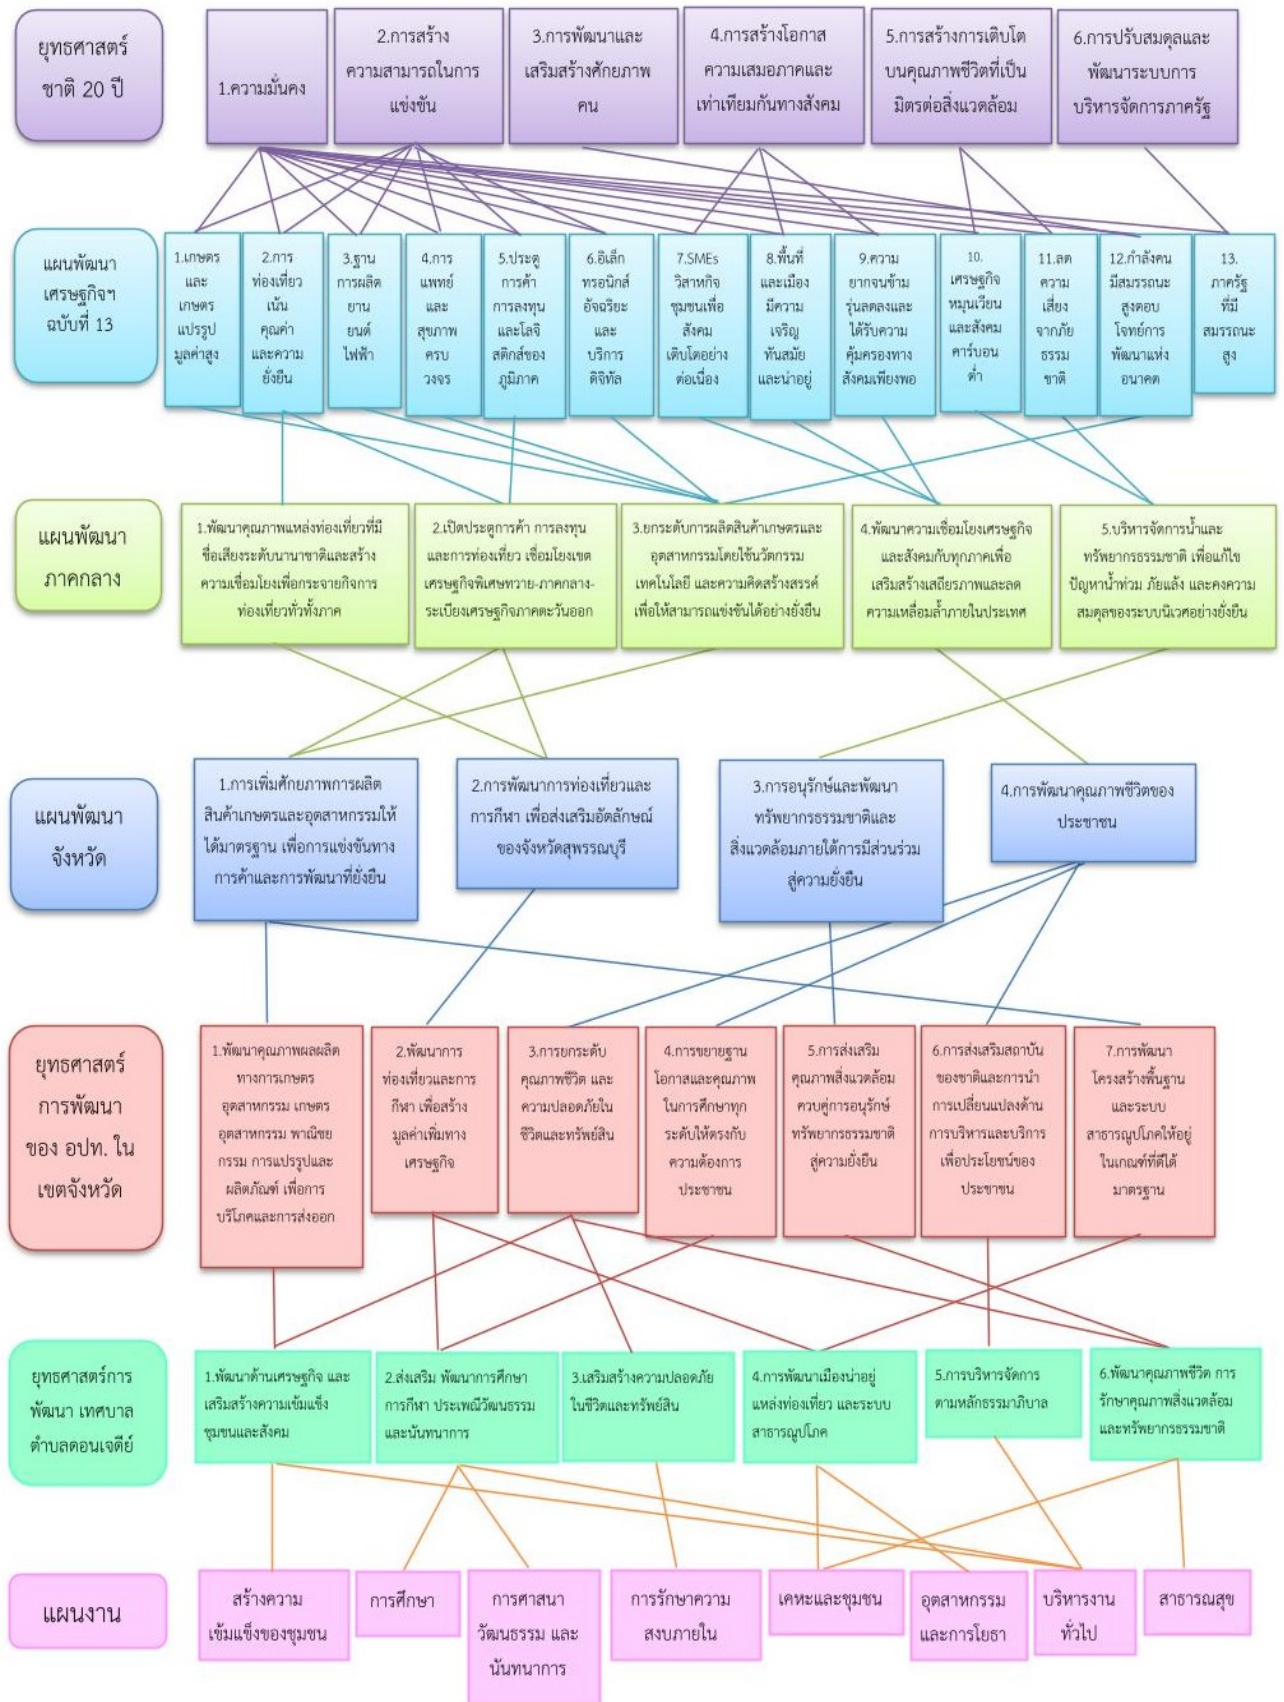 ยุทธศาสตร์
ชาติ 20 ปี
1.ความมั่นคง
2.การสร้าง
ความสามารถในการ
แข่งขัน
3.การพัฒนาและ
เสริมสร้างศักยภาพ
คน
4.การสร้างโอกาส
ความเสมอภาคและ
เท่าเทียมกันทางสังคม
5.การสร้างการเติบโต
บนคุณภาพชีวิตที่เป็น
มิตรต่อสิ่งแวดล้อม
6.การปรับสมดุลและ
พัฒนาระบบการ
บริหารจัดการภาครัฐ
แผนพัฒนา
เศรษฐกิจฯ
ฉบับที่ 13
1.เกษตร
และ
เกษตร
แปรรูป
มูลค่าสูง
2.การ
ท่องเที่ยว
เน้น
คุณค่า
และความ
ยั่งยืน
3.ฐาน
การผลิต
ยาน
ยนต์
ไฟฟ้า
4.การ
แพทย์
และ
สุขภาพ
ครบ
วงจร
5.ประตู
การค้า
การลงทุน
และโลจิ
สติกส์ของ
ภูมิภาค
6.อิเล็ก
ทรอนิกส์
อัจฉริยะ
และ
บริการ
ดิจิทัล
7.SMEs
วิสาหกิจ
ชุมชนเพื่อ
สังคม
เติบโตอย่าง
ต่อเนื่อง
8.พื้นที่
และเมือง
มีความ
เจริญ
ทันสมัย
และน่าอยู่
9.ความ
ยากจนข้าม
รุ่นลดลงและ
ได้รับความ
คุ้มครองทาง
สังคมเพียงพอ
10.
เศรษฐกิจ
หมุนเวียน
และสังคม
คาร์บอน
ต่ำ
11.ลด
ความ
เสี่ยง
จากภัย
ธรรม
ชาติ
12.กำลังคน
มีสมรรถนะ
สูงตอบ
โจทย์การ
พัฒนาแห่ง
อนาคต
13.
ภาครัฐ
ที่มี
สมรรถนะ
สูง
แผนพัฒนา
ภาคกลาง
1.พัฒนาคุณภาพแหล่งท่องเที่ยวที่มี
ชื่อเสียงระดับนานาชาติและสร้าง
ความเชื่อมโยงเพื่อกระจายกิจการ
ท่องเที่ยวทั่วทั้งภาค
2.เปิดประตูการค้า การลงทุน
และการท่องเที่ยว เชื่อมโยงเขต
เศรษฐกิจพิเศษทวาย-ภาคกลาง-
ระเบียงเศรษฐกิจภาคตะวันออก
3.ยกระดับการผลิตสินค้าเกษตรและ
อุตสาหกรรมโดยใช้นวัตกรรม
เทคโนโลยี และความคิดสร้างสรรค์
เพื่อให้สามารถแข่งขันได้อย่างยั่งยืน
4.พัฒนาความเชื่อมโยงเศรษฐกิจ
และสังคมกับทุกภาคเพื่อ
เสริมสร้างเสถียรภาพและลด
ความเหลื่อมล้ำภายในประเทศ
5.บริหารจัดการน้ำและ
ทรัพยากรธรรมชาติ เพื่อแก้ไข
ปัญหาน้ำท่วม ภัยแล้ง และคงความ
สมดุลของระบบนิเวศอย่างยั่งยืน
แผนพัฒนา
จังหวัด
1.การเพิ่มศักยภาพการผลิต
สินค้าเกษตรและอุตสาหกรรมให้
ได้มาตรฐาน เพื่อการแข่งขันทาง
การค้าและการพัฒนาที่ยั่งยืน
2.การพัฒนาการท่องเที่ยวและ
การกีฬา เพื่อส่งเสริมอัตลักษณ์
ของจังหวัดสุพรรณบุรี
3.การอนุรักษ์และพัฒนา
ทรัพยากรธรรมชาติและ
สิ่งแวดล้อมภายใต้การมีส่วนร่วม
สู่ความยั่งยืน
4.การพัฒนาคุณภาพชีวิตของ
ประชาชน
ยุทธศาสตร์
การพัฒนา
ของ อปท. ใน
เขตจังหวัด
1.พัฒนาคุณภาพผลผลิต
ทางการเกษตร
อุตสาหกรรม เกษตร
อุตสาหกรรม พาณิชย
กรรม การแปรรูปและ
ผลิตภัณฑ์ เพื่อการ
บริโภคและการส่งออก
2.พัฒนาการ
ท่องเที่ยวและการ
กีฬา เพื่อสร้าง
มูลค่าเพิ่มทาง
เศรษฐกิจ
3.การยกระดับ
คุณภาพชีวิต และ
ความปลอดภัยใน
ชีวิตและทรัพย์สิน
4.การขยายฐาน
โอกาสและคุณภาพ
ในการศึกษาทุก
ระดับให้ตรงกับ
ความต้องการ
ประชาชน
5.การส่งเสริม
คุณภาพสิ่งแวดล้อม
ควบคู่การอนุรักษ์
ทรัพยากรธรรมชาติ
สู่ความยั่งยืน
6.การส่งเสริมสถาบัน
ของชาติและการนำ
การเปลี่ยนแปลงด้าน
การบริหารและบริการ
เพื่อประโยชน์ของ
ประชาชน
7.การพัฒนา
โครงสร้างพื้นฐาน
และระบบ
สาธารณูปโภคให้อยู่
ในเกณฑ์ที่ดีได้
มาตรฐาน
ยุทธศาสตร์การ
พัฒนา เทศบาล
ตำบลดอนเจดีย์
1.พัฒนาด้านเศรษฐกิจ และ
เสริมสร้างความเข้มแข็ง
ชุมชนและสังคม
2.ส่งเสริม พัฒนาการศึกษา
การกีฬา ประเพณีวัฒนธรรม
และนันทนาการ
3.เสริมสร้างความปลอดภัย
ในชีวิตและทรัพย์สิน
4.การพัฒนาเมืองน่าอยู่
แหล่งท่องเที่ยว และระบบ
สาธารณูปโภค
5.การบริหารจัดการ
ตามหลักธรรมาภิบาล
6.พัฒนาคุณภาพชีวิต การ
รักษาคุณภาพสิ่งแวดล้อม
และทรัพยากรธรรมชาติ
แผนงาน
สร้างความ
เข้มแข็งของชุมชน
การศึกษา
การศาสนา
วัฒนธรรม และ
นันทนาการ
การรักษาความ
สงบภายใน
เคหะและชุมชน
อุตสาหกรรม
และการโยธา
บริหารงาน
ทั่วไป
สาธารณสุข